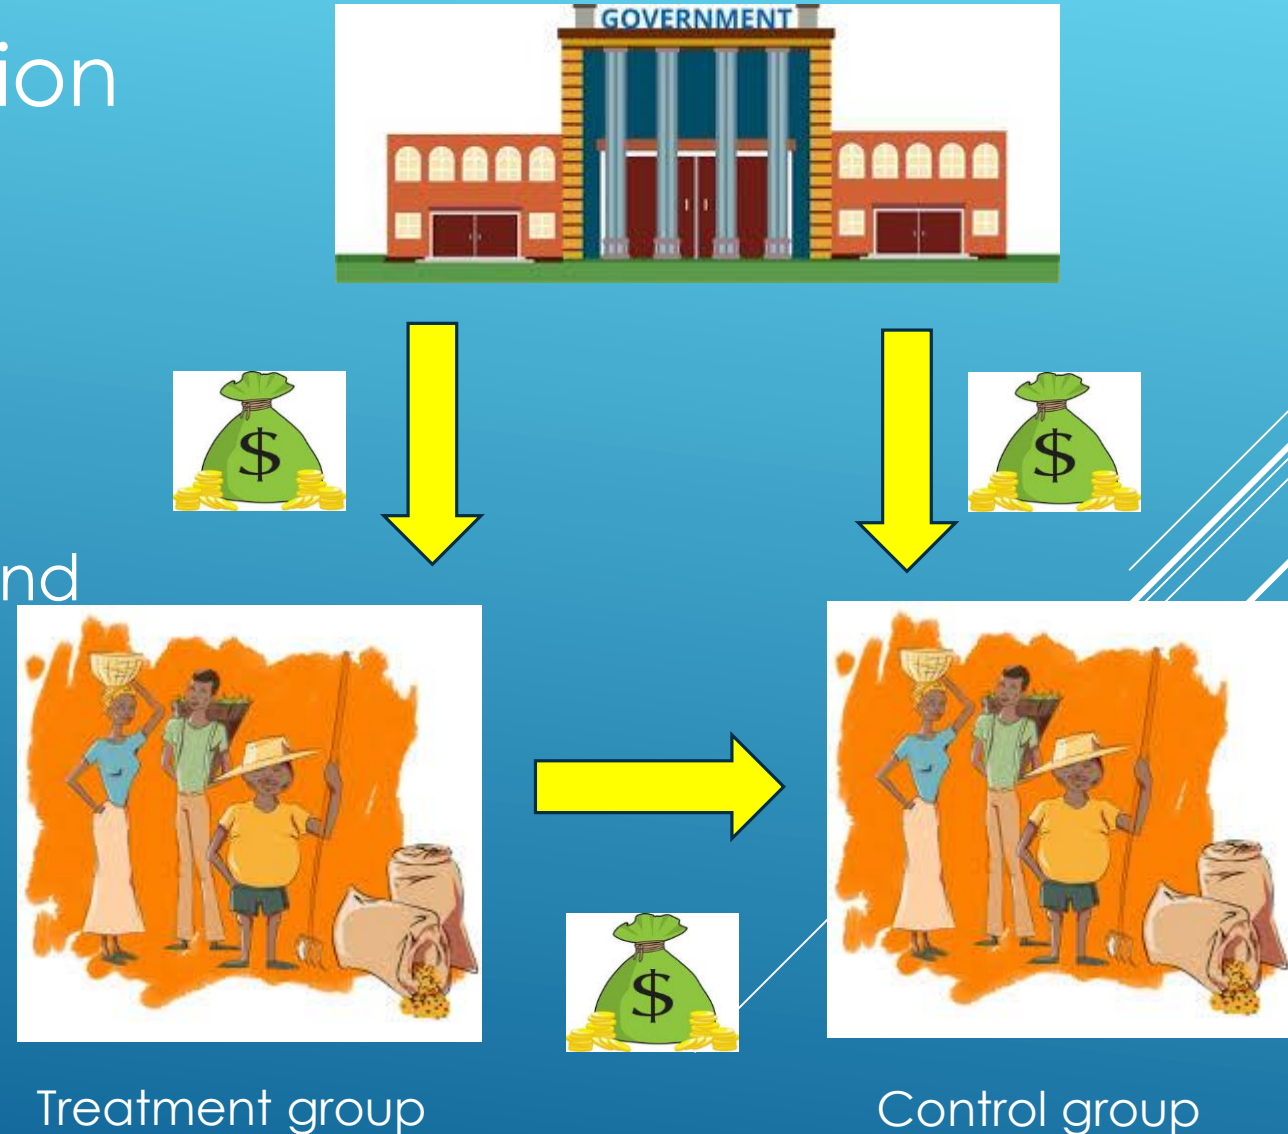 GOVERNMENT
ion
$
$
nd
$
Treatment group
Control group